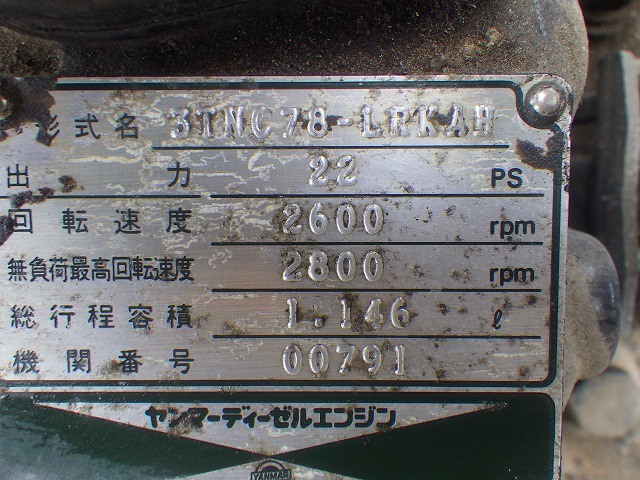 形式名 3TNC78-LRKAH
出力 22 PS
回転速度 2600 rpm
無負荷最高回転速度 2800 rpm
総行程容積 1.146 ℓ
機関番号 00791
ヤンマーディーゼルエンジン
YANMAR